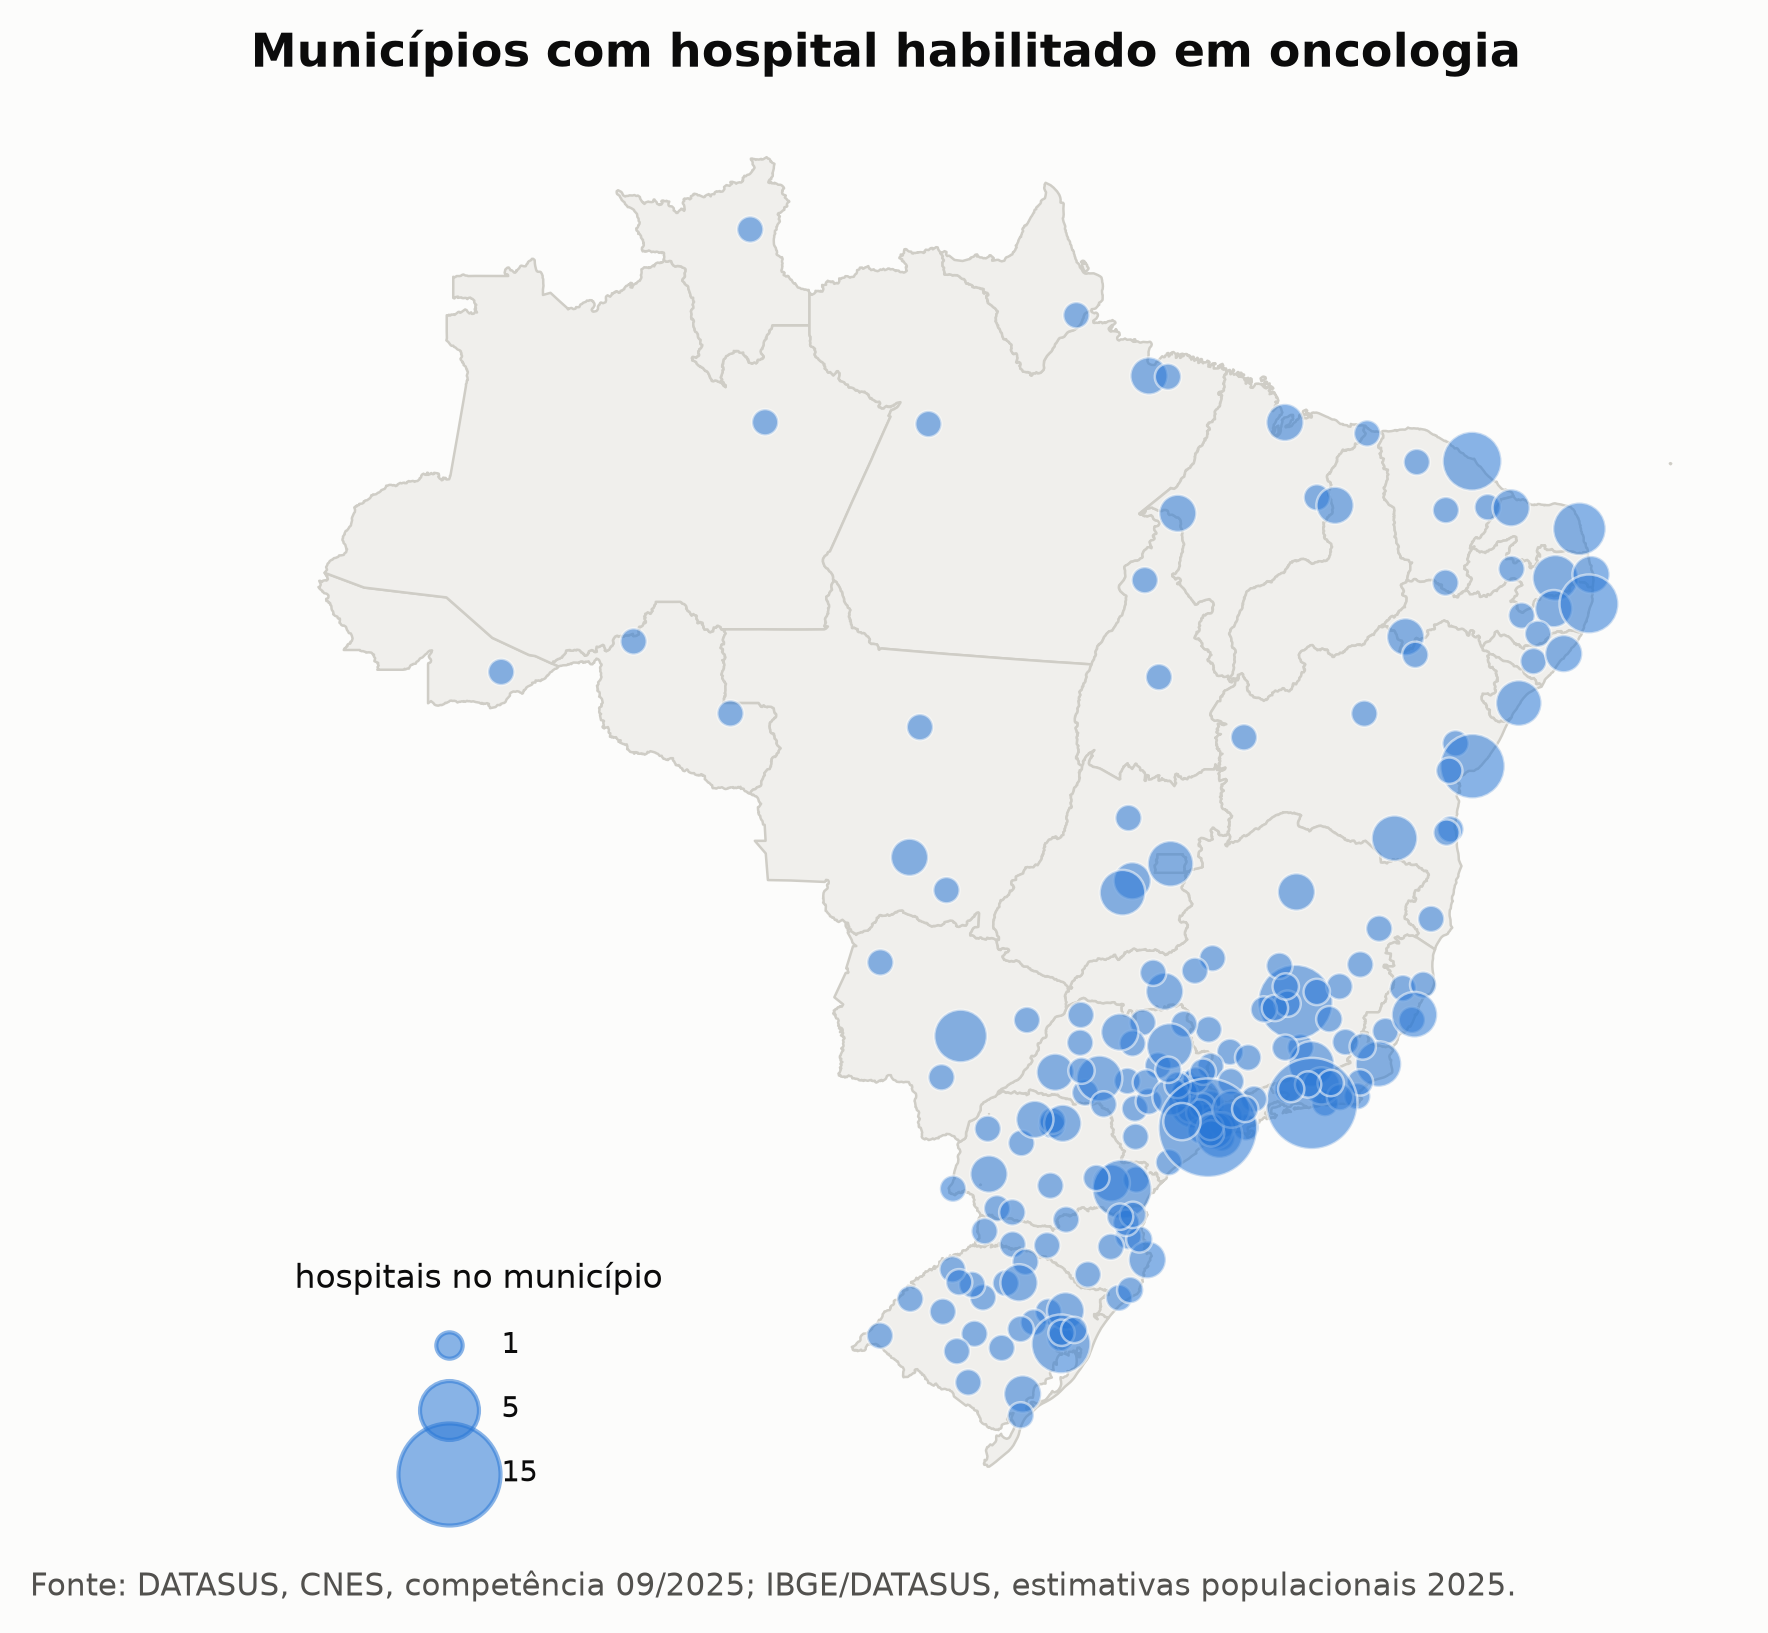 Municípios com hospital habilitado em oncologia
hospitais no município
1
5
15
Fonte: DATASUS, CNES, competência 09/2025; IBGE/DATASUS, estimativas populacionais 2025.